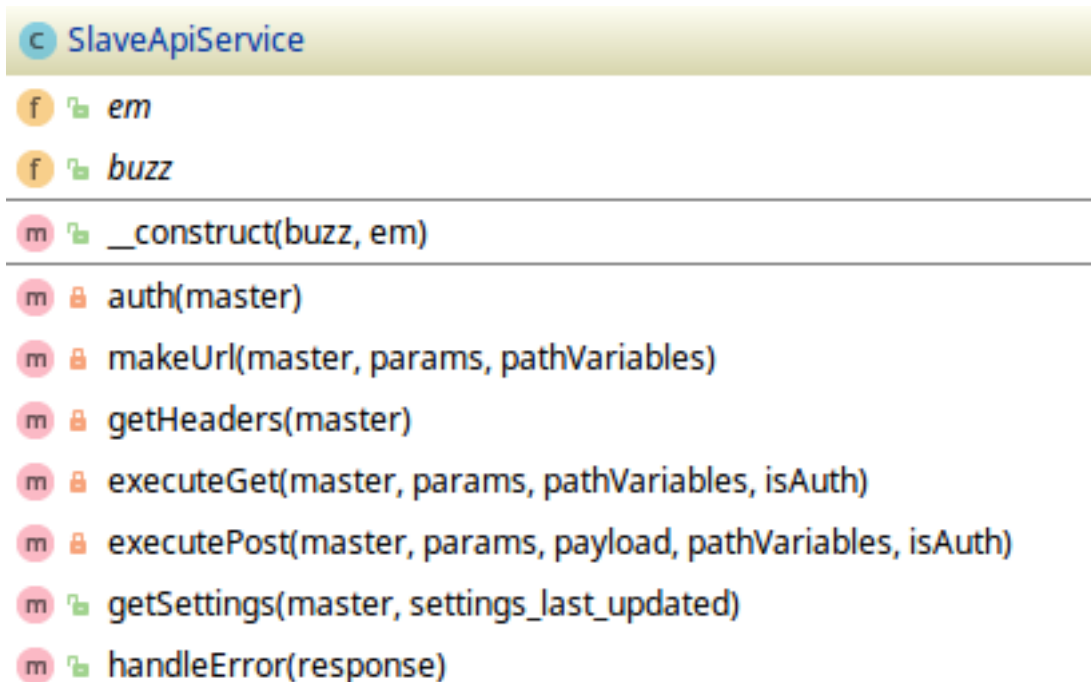 C SlaveApiService
f em
f buzz
m __construct(buzz, em)
m auth(master)
m makeUrl(master, params, pathVariables)
m getHeaders(master)
m executeGet(master, params, pathVariables, isAuth)
m executePost(master, params, payload, pathVariables, isAuth)
m getSettings(master, settings_last_updated)
m handleError(response)